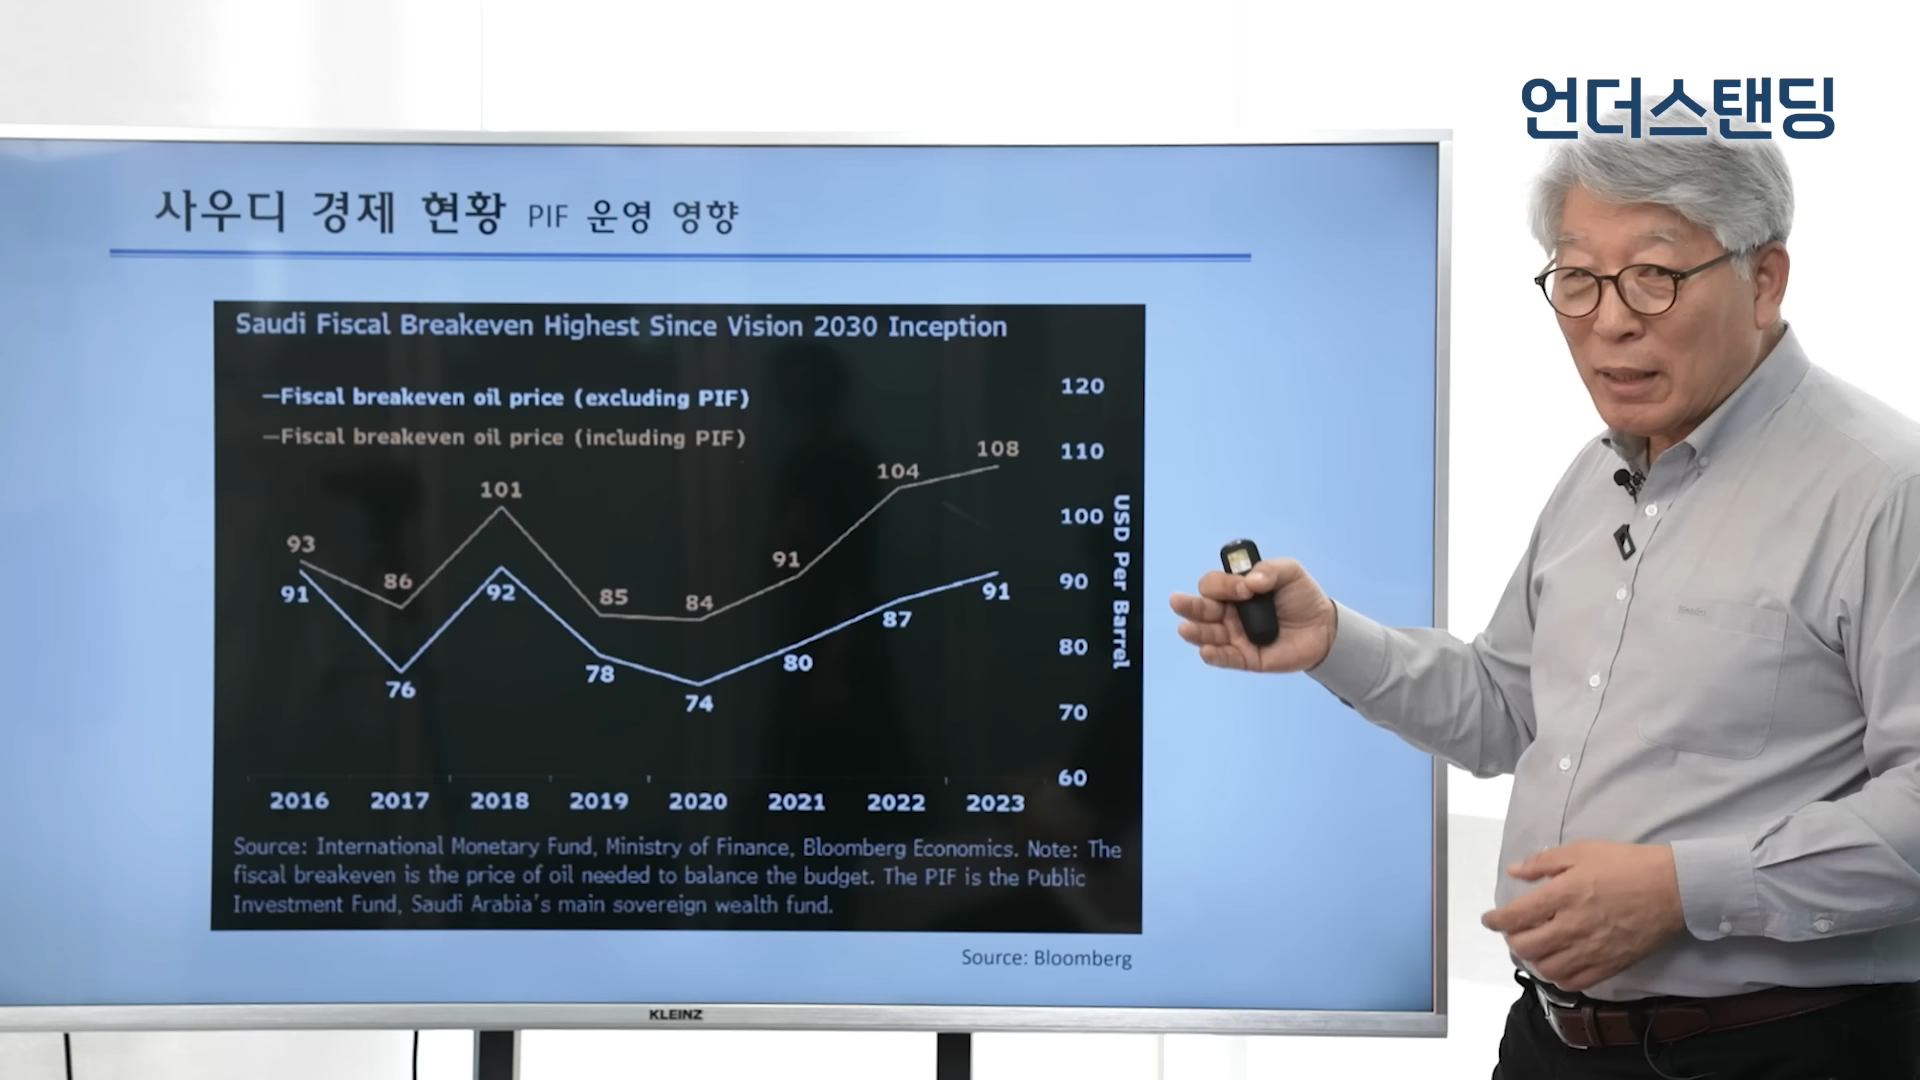 언더스탠딩
사우디 경제 현황 PIF 운영 영향
Saudi Fiscal Breakeven Highest Since Vision 2030 Inception
—Fiscal breakeven oil price (excluding PIF)
—Fiscal breakeven oil price (including PIF)
120
110
100
90
80
70
60
USD Per Barrel
93
86
101
85
84
91
104
108
91
76
92
78
74
80
87
91
2016 2017 2018 2019 2020 2021 2022 2023
Source: International Monetary Fund, Ministry of Finance, Bloomberg Economics. Note: The
fiscal breakeven is the price of oil needed to balance the budget. The PIF is the Public
Investment Fund, Saudi Arabia's main sovereign wealth fund.
Source: Bloomberg
KLEINZ